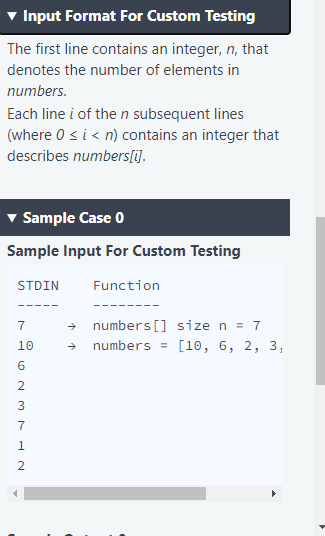 ▼ Input Format For Custom Testing
The first line contains an integer, n, that
denotes the number of elements in
numbers.
Each line i of the n subsequent lines
(where 0 ≤ i < n) contains an integer that
describes numbers[i].
▼ Sample Case 0
Sample Input For Custom Testing
STDIN Function
----- --------
7 → numbers[] size n = 7
10 → numbers = [10, 6, 2, 3,
6
2
3
7
1
2